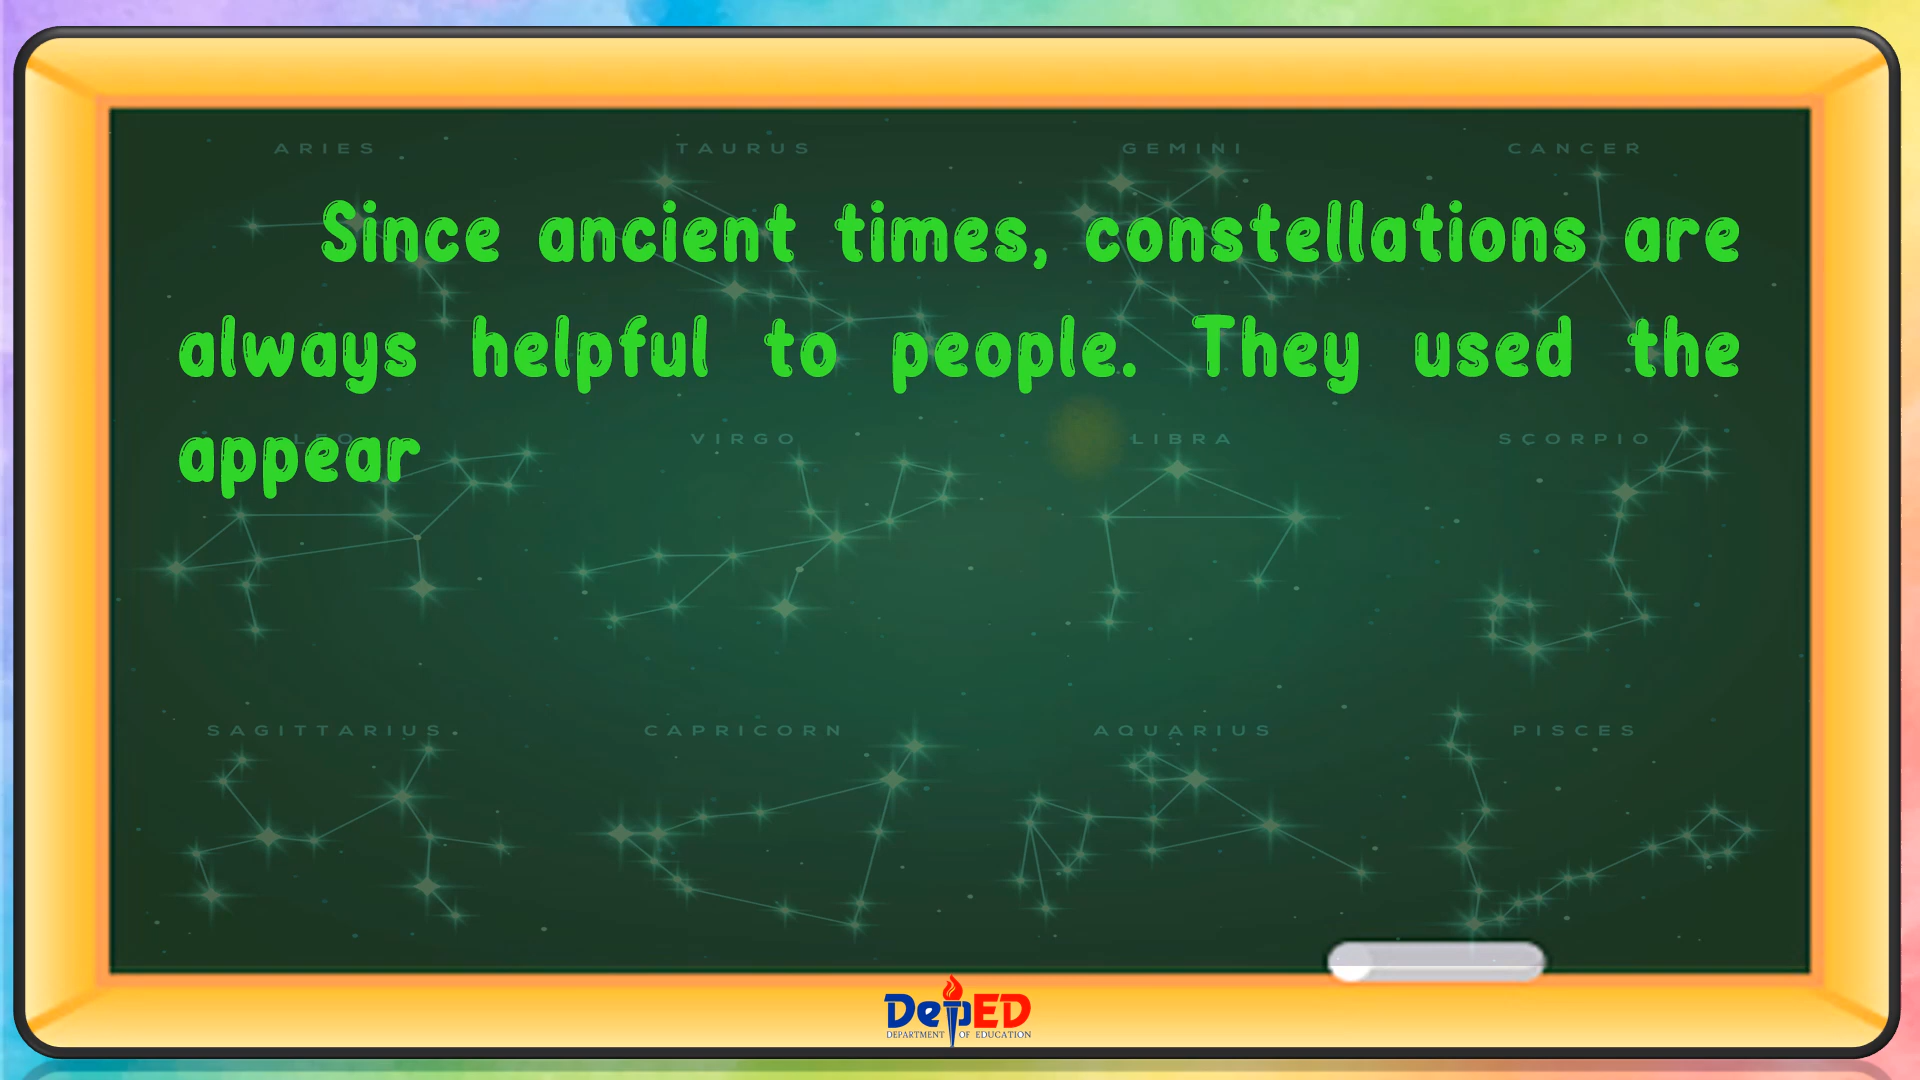 ARIES TAURUS GEMINI CANCER
Since ancient times, constellations are
always helpful to people. They used the
appear
LEO VIRGO LIBRA SCORPIO
SAGITTARIUS CAPRICORN AQUARIUS PISCES
DepED
DEPARTMENT OF EDUCATION